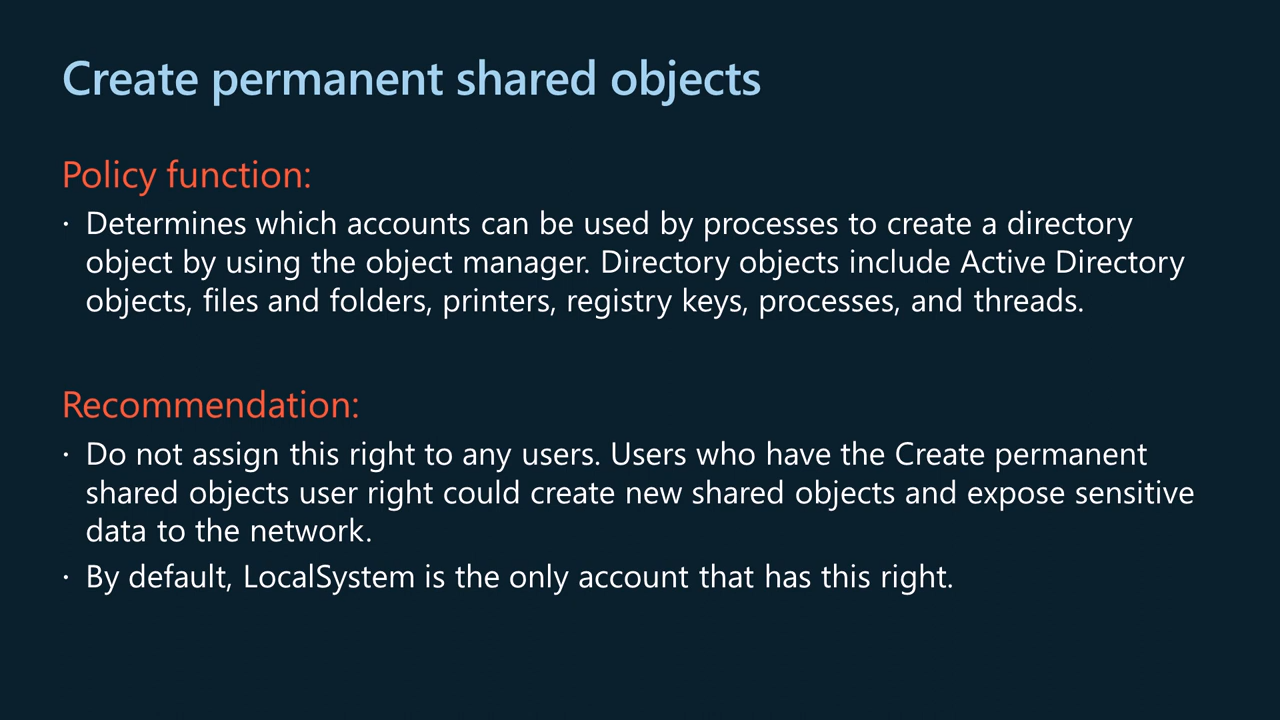 Create permanent shared objects
Policy function:
· Determines which accounts can be used by processes to create a directory
object by using the object manager. Directory objects include Active Directory
objects, files and folders, printers, registry keys, processes, and threads.
Recommendation:
· Do not assign this right to any users. Users who have the Create permanent
shared objects user right could create new shared objects and expose sensitive
data to the network.
· By default, LocalSystem is the only account that has this right.